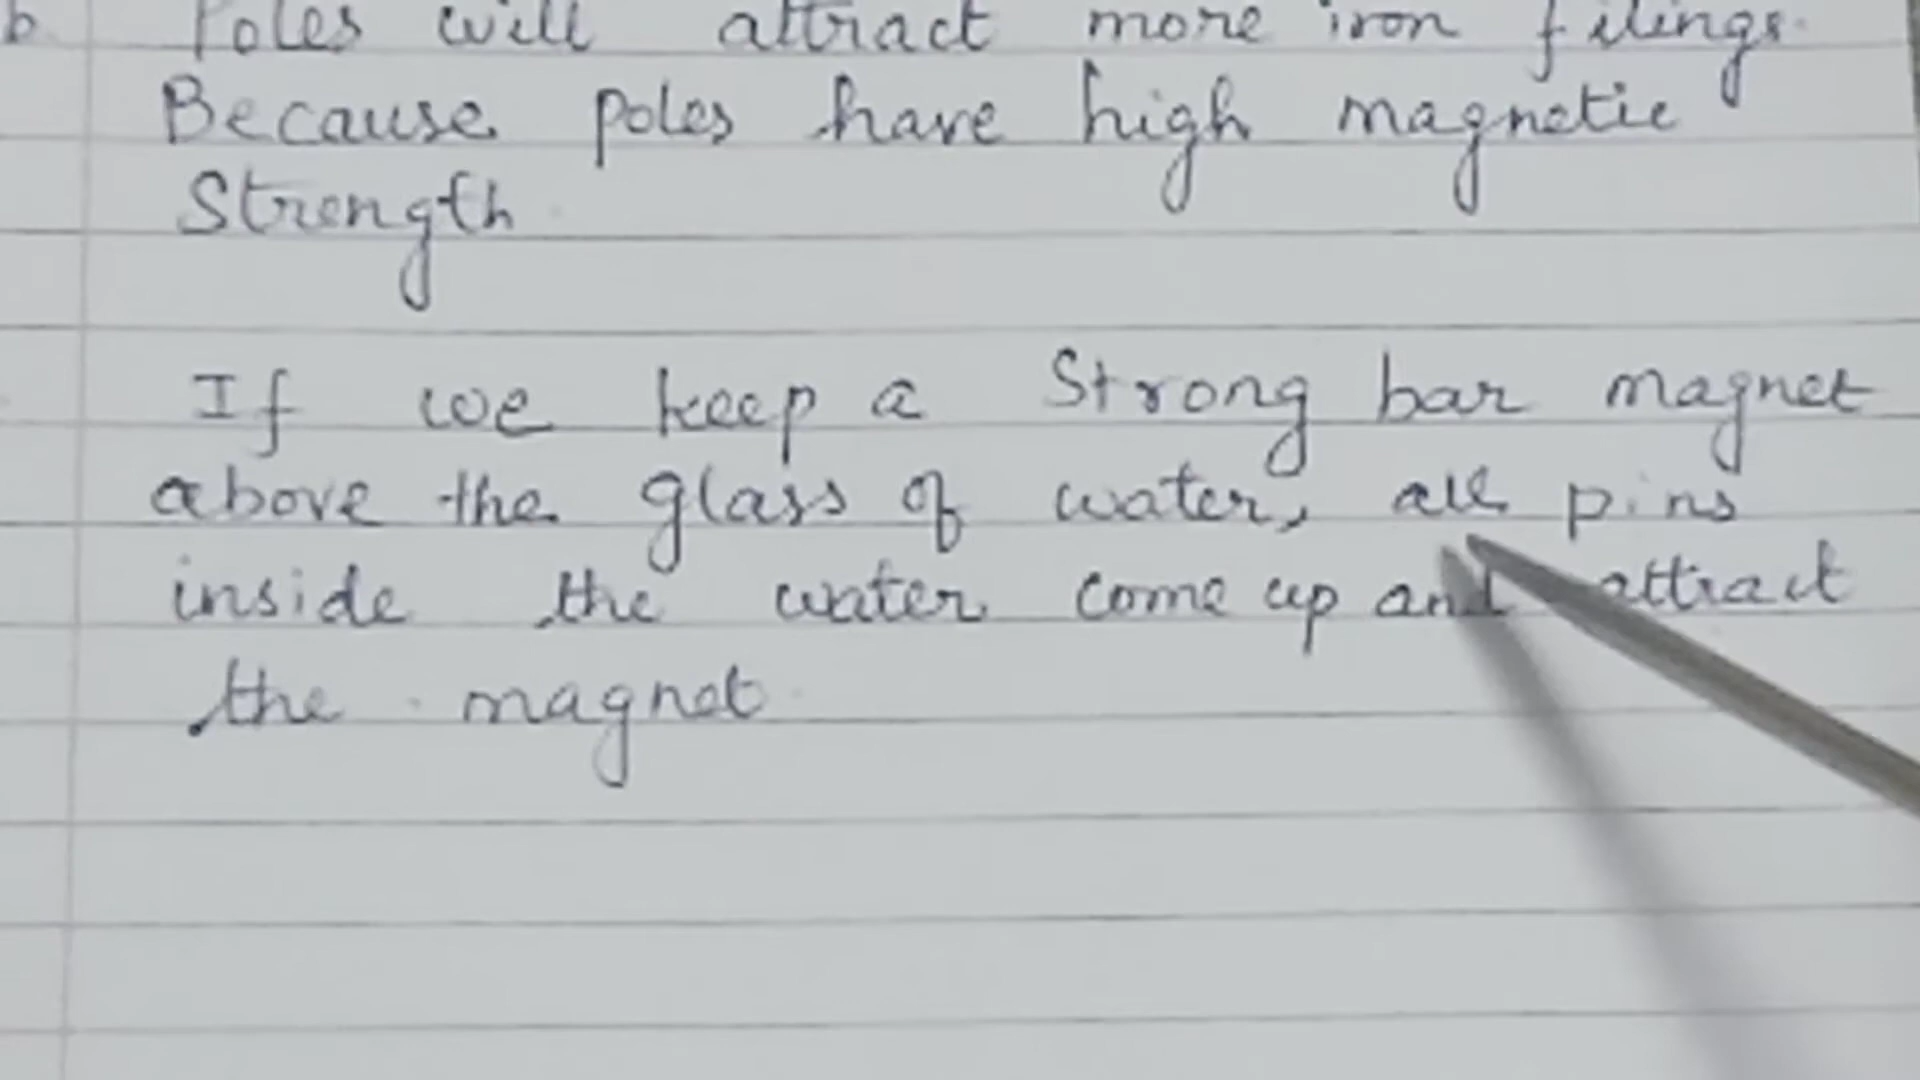 b Poles will attract more iron filings.
Because poles have high magnetic
Strength
If we keep a Strong bar magnet
above the glass of water, all pins
inside the water come up and attract
the magnet